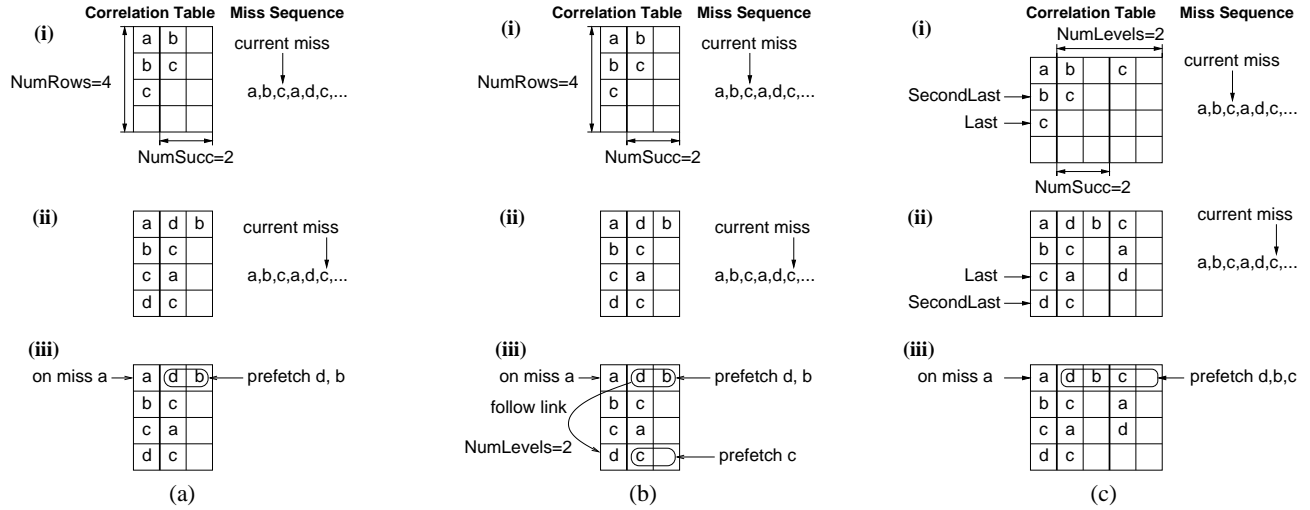 Correlation Table Miss Sequence
(i)
a b
b c
c
NumRows=4
current miss
a,b,c,a,d,c,...
NumSucc=2
(ii)
a d b
b c
c a
d c
current miss
a,b,c,a,d,c,...
(iii)
on miss a
a d b
b c
c a
d c
prefetch d, b
(a)
Correlation Table Miss Sequence
(i)
a b
b c
c
NumRows=4
current miss
a,b,c,a,d,c,...
NumSucc=2
(ii)
a d b
b c
c a
d c
current miss
a,b,c,a,d,c,...
(iii)
on miss a
a d b
b c
c a
d c
prefetch d, b
follow link
NumLevels=2
prefetch c
(b)
Correlation Table Miss Sequence
(i)
NumLevels=2
a b c
b c
c
SecondLast
Last
current miss
a,b,c,a,d,c,...
NumSucc=2
(ii)
a d b c
b c a
c a d
d c
Last
SecondLast
current miss
a,b,c,a,d,c,...
(iii)
on miss a
a d b c
b c a
c a d
d c
prefetch d,b,c
(c)